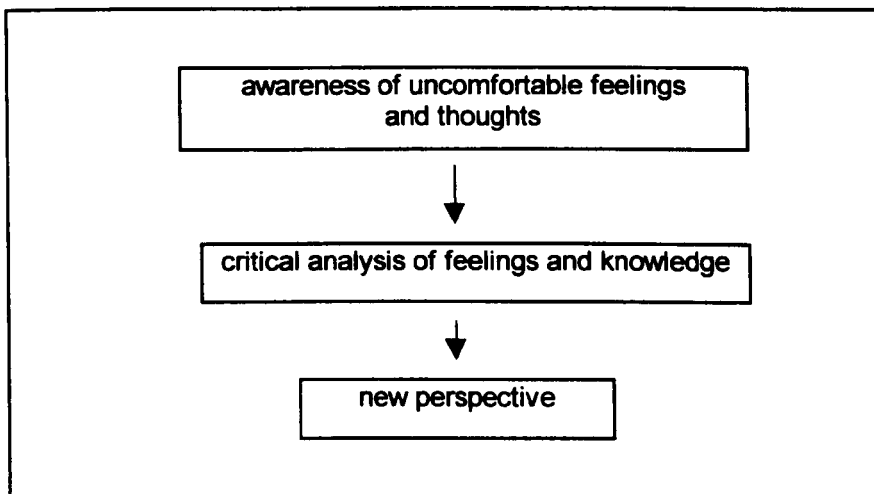 awareness of uncomfortable feelings
and thoughts
critical analysis of feelings and knowledge
new perspective